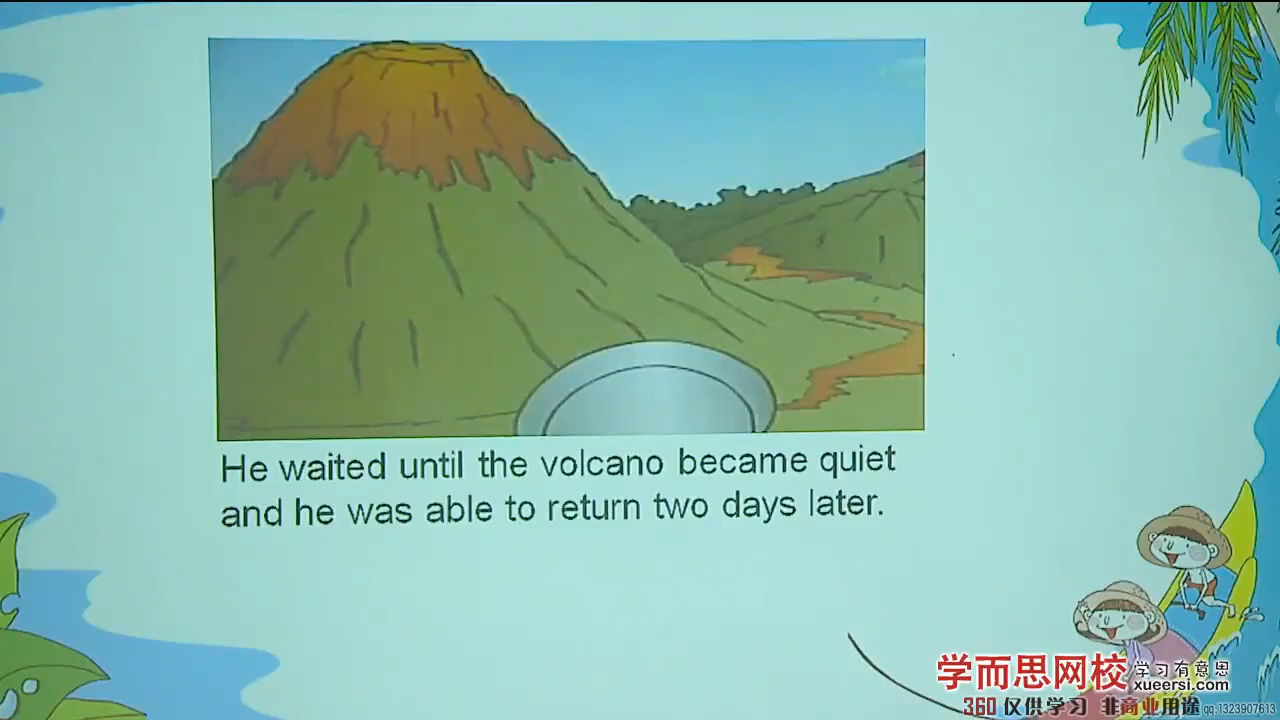 He waited until the volcano became quiet
and he was able to return two days later.
学而思网校 学习有意思
xueersi.com
360 仅供学习 非商业用途 qq:1323907613